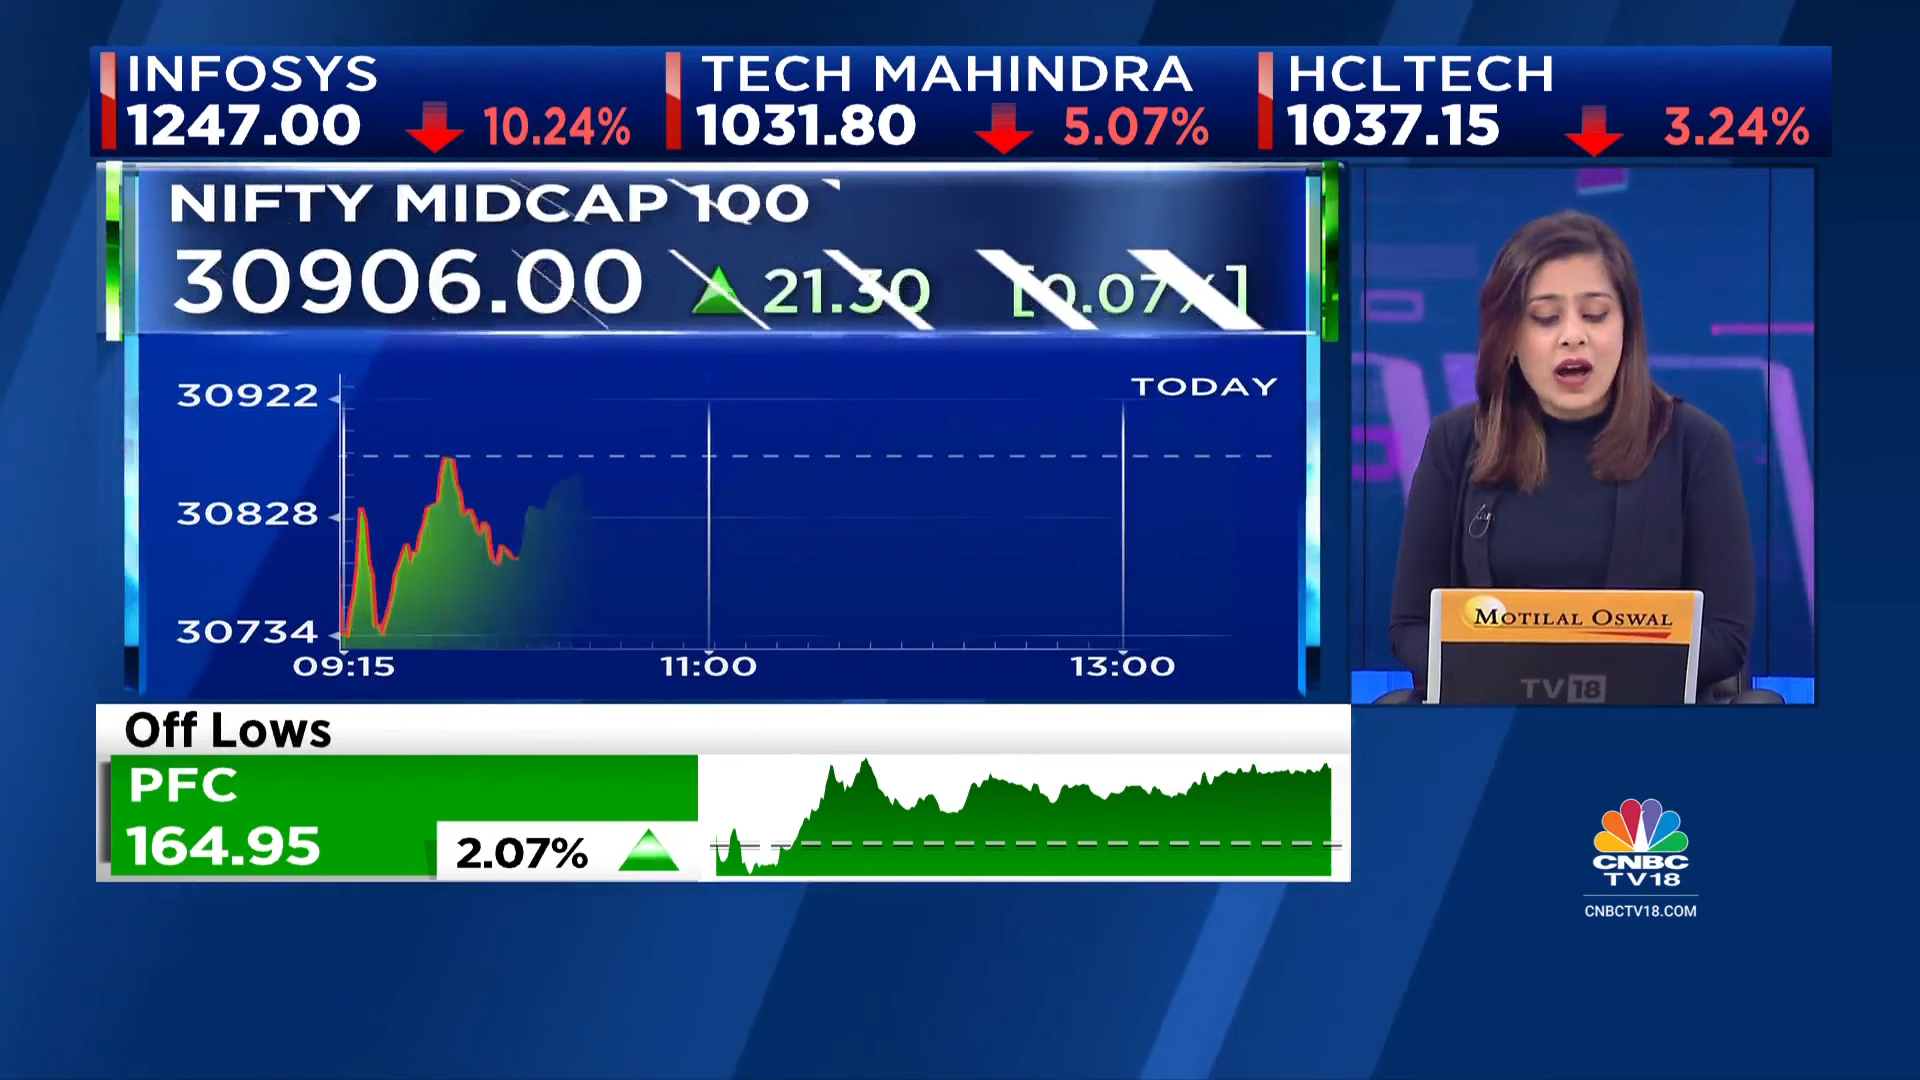 INFOSYS
1247.00 10.24%
TECH MAHINDRA
1031.80 5.07%
HCLTECH
1037.15 3.24%
NIFTY MIDCAP 100
30906.00 21.30 [0.07%]
TODAY
30922
30828
30734
09:15 11:00 13:00
MOTILAL OSWAL
TV18
Off Lows
PFC
164.95
2.07%
CNBC
TV18
CNBCTV18.COM